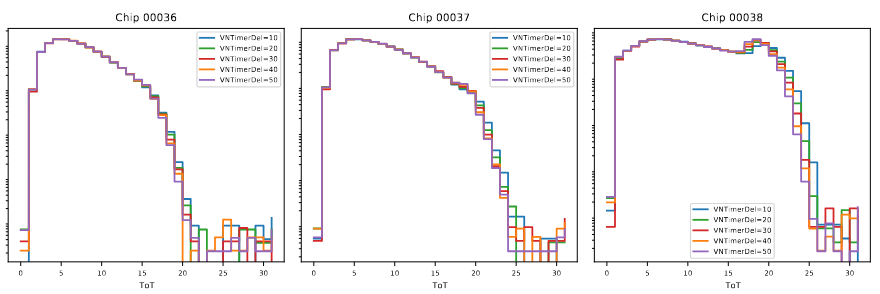 Chip 00036
VNTimerDel=10
VNTimerDel=20
VNTimerDel=30
VNTimerDel=40
VNTimerDel=50
0 5 10 15 20 25 30
ToT
Chip 00037
VNTimerDel=10
VNTimerDel=20
VNTimerDel=30
VNTimerDel=40
VNTimerDel=50
0 5 10 15 20 25 30
ToT
Chip 00038
VNTimerDel=10
VNTimerDel=20
VNTimerDel=30
VNTimerDel=40
VNTimerDel=50
0 5 10 15 20 25 30
ToT